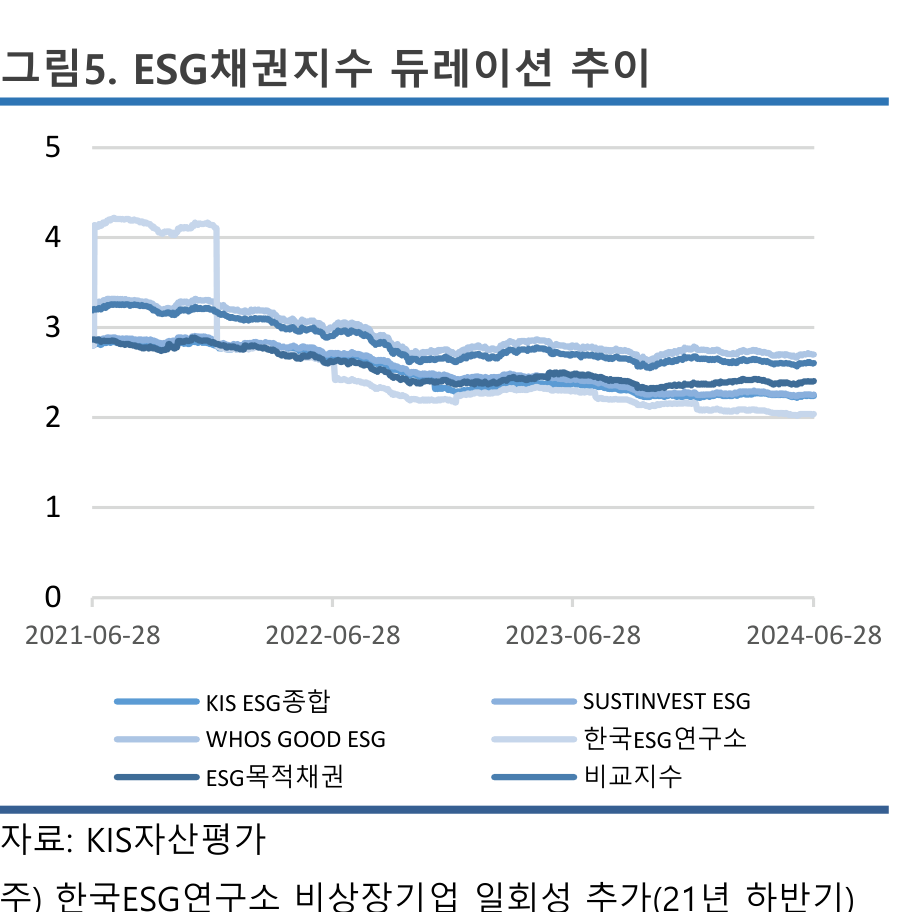 그림5. ESG채권지수 듀레이션 추이
5
4
3
2
1
0
2021-06-28 2022-06-28 2023-06-28 2024-06-28
KIS ESG종합 SUSTINVEST ESG
WHOS GOOD ESG 한국ESG연구소
ESG목적채권 비교지수
자료: KIS자산평가
주) 한국ESG연구소 비상장기업 일회성 추가(21년 하반기)